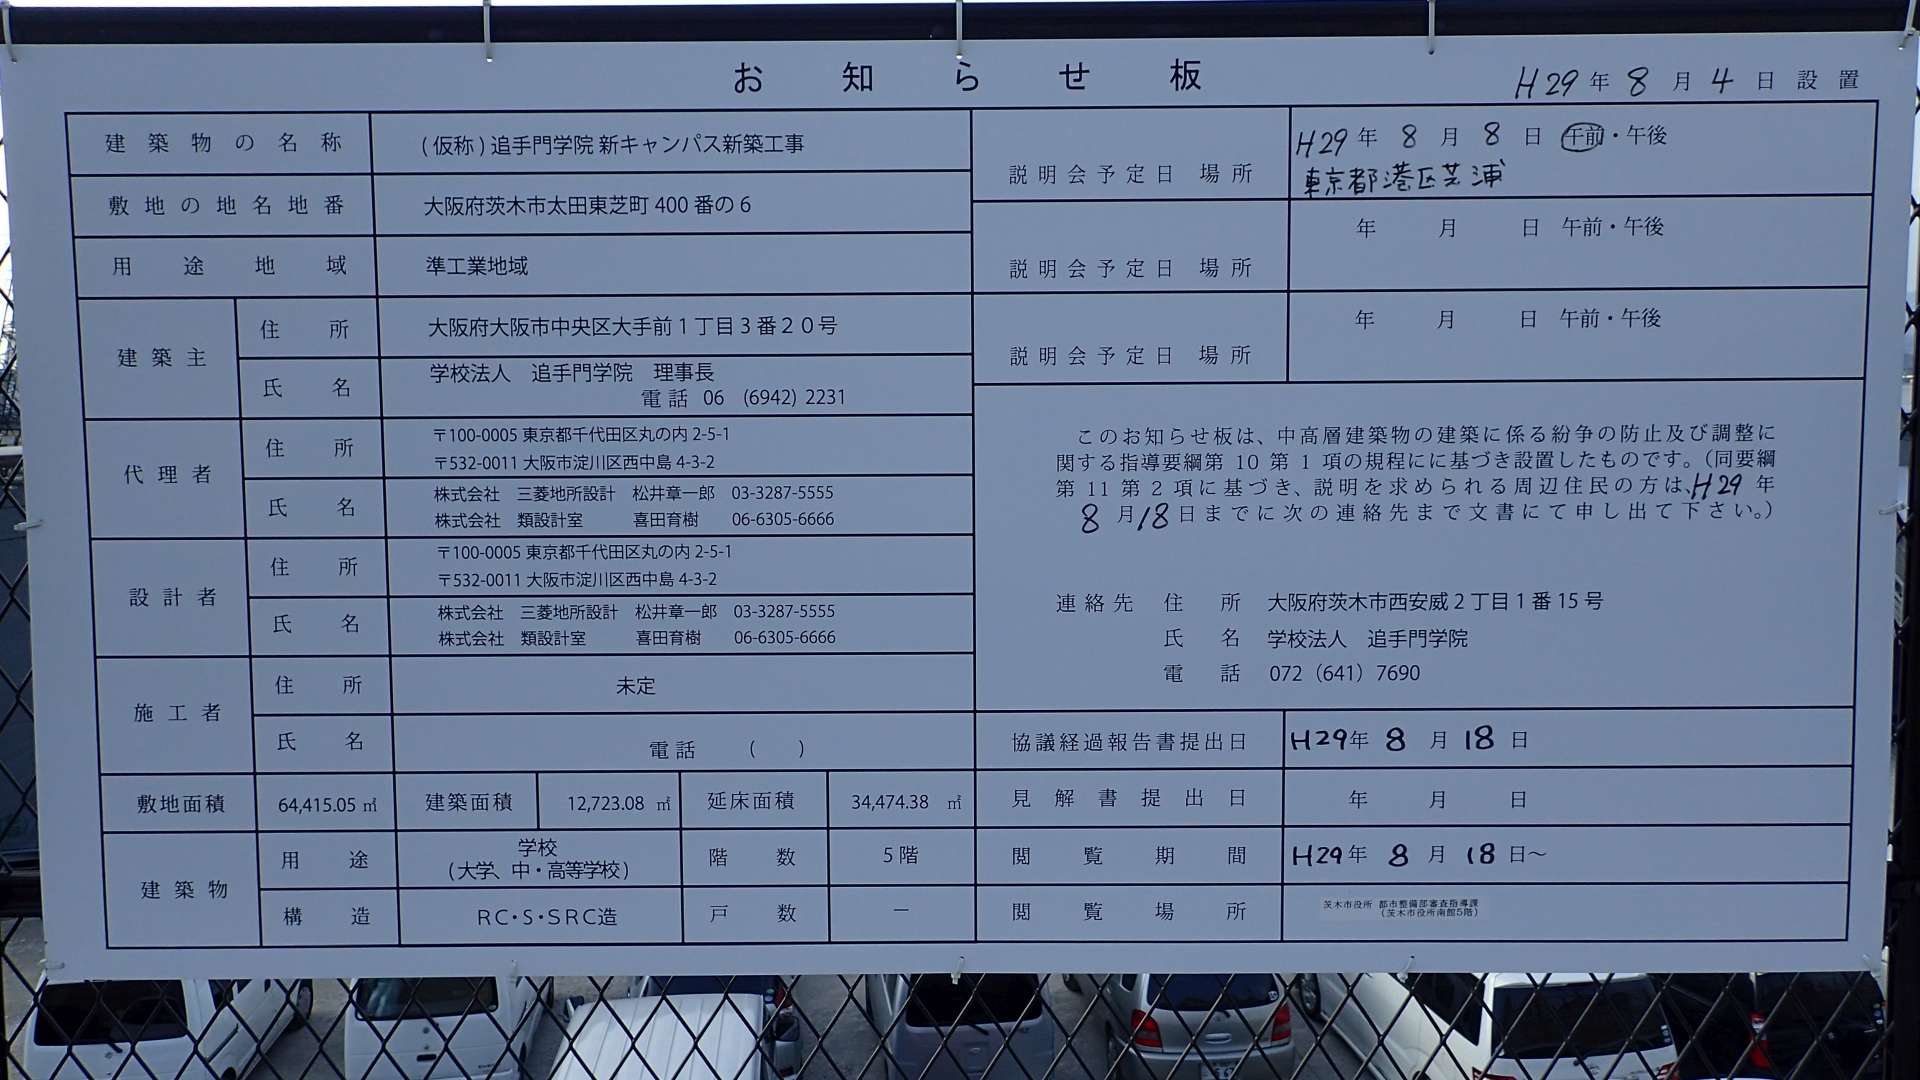 お知らせ板
H29年8月4日設置
建築物の名称 (仮称)追手門学院 新キャンパス新築工事
敷地の地名地番 大阪府茨木市太田東芝町 400 番の 6
用途地域 準工業地域
建築主 住所 大阪府大阪市中央区大手前1丁目3番20号
氏名 学校法人 追手門学院 理事長
電話 06 (6942) 2231
代理者 住所 〒100-0005 東京都千代田区丸の内 2-5-1
〒532-0011 大阪市淀川区西中島 4-3-2
氏名 株式会社 三菱地所設計 松井章一郎 03-3287-5555
株式会社 類設計室 喜田育樹 06-6305-6666
設計者 住所 〒100-0005 東京都千代田区丸の内 2-5-1
〒532-0011 大阪市淀川区西中島 4-3-2
氏名 株式会社 三菱地所設計 松井章一郎 03-3287-5555
株式会社 類設計室 喜田育樹 06-6305-6666
施工者 住所 未定
氏名 電話 ( )
敷地面積 64,415.05 ㎡ 建築面積 12,723.08 ㎡ 延床面積 34,474.38 ㎡
建築物 用途 学校
(大学、中・高等学校) 階数 5階
構造 RC・S・SRC造 戸数 ー
説明会予定日 場所 H29年8月8日 午前・午後
東京都港区芝浦
説明会予定日 場所 年 月 日 午前・午後
説明会予定日 場所 年 月 日 午前・午後
このお知らせ板は、中高層建築物の建築に係る紛争の防止及び調整に
関する指導要綱第 10 第 1 項の規程にに基づき設置したものです。(同要綱
第 11 第 2 項に基づき、説明を求められる周辺住民の方は、H29年
8月18日までに次の連絡先まで文書にて申し出て下さい。)
連絡先 住所 大阪府茨木市西安威2丁目1番15号
氏名 学校法人 追手門学院
電話 072 (641) 7690
協議経過報告書提出日 H29年8月18日
見解書提出日 年 月 日
閲覧期間 H29年8月18日~
閲覧場所 茨木市役所 都市整備部審査指導課
(茨木市役所南館5階)